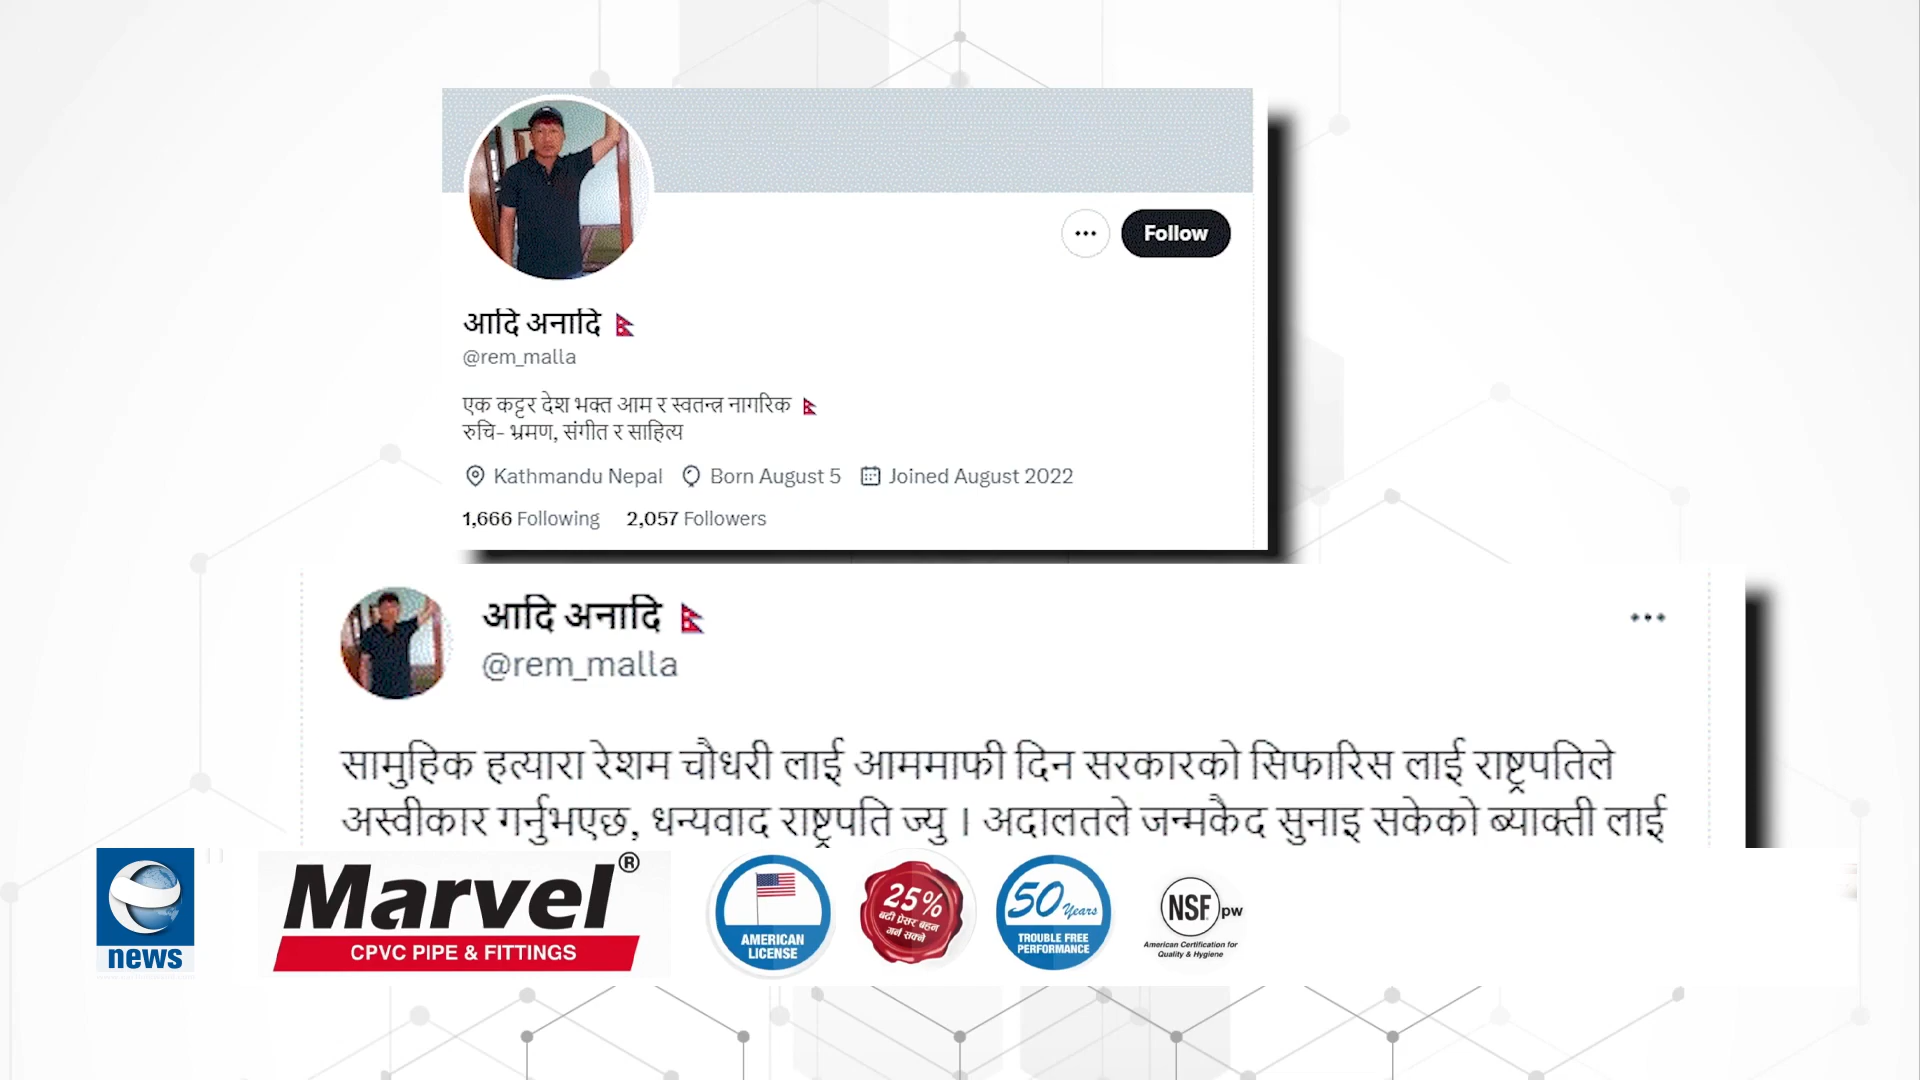 Follow
आदि अनादि
@rem_malla
एक कट्टर देश भक्त आम र स्वतन्त्र नागरिक
रुचि- भ्रमण, संगीत र साहित्य
Kathmandu Nepal Born August 5 Joined August 2022
1,666 Following 2,057 Followers
आदि अनादि
@rem_malla
सामुहिक हत्यारा रेशम चौधरी लाई आममाफी दिन सरकारको सिफारिस लाई राष्ट्रपतिले
अस्वीकार गर्नुभएछ, धन्यवाद राष्ट्रपति ज्यु । अदालतले जन्मकैद सुनाइ सकेको ब्याक्ती लाई
news
Marvel®
CPVC PIPE & FITTINGS
AMERICAN
LICENSE
25%
बढी प्रेसर बहन
गर्न सक्ने
50 Years
TROUBLE FREE
PERFORMANCE
NSF pw
American Certification for
Quality & Hygiene